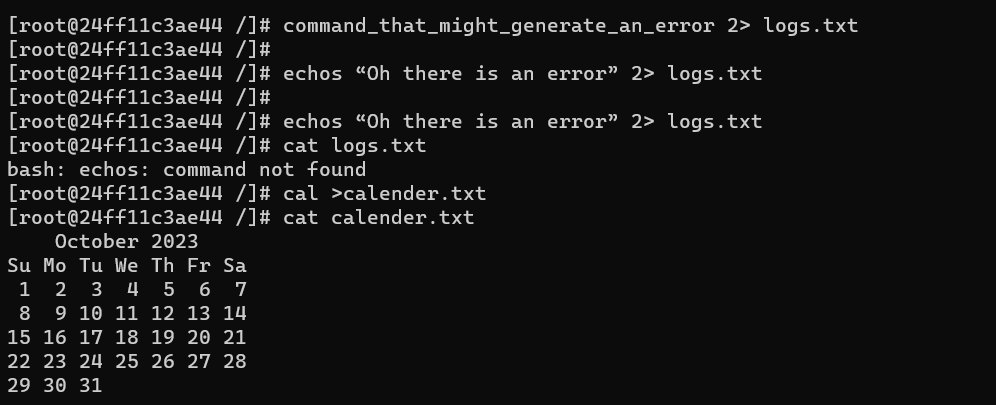 [root@24ff11c3ae44 /]# command_that_might_generate_an_error 2> logs.txt
[root@24ff11c3ae44 /]#
[root@24ff11c3ae44 /]# echos “Oh there is an error” 2> logs.txt
[root@24ff11c3ae44 /]#
[root@24ff11c3ae44 /]# echos “Oh there is an error” 2> logs.txt
[root@24ff11c3ae44 /]# cat logs.txt
bash: echos: command not found
[root@24ff11c3ae44 /]# cal >calender.txt
[root@24ff11c3ae44 /]# cat calender.txt
    October 2023
Su Mo Tu We Th Fr Sa
 1  2  3  4  5  6  7
 8  9 10 11 12 13 14
15 16 17 18 19 20 21
22 23 24 25 26 27 28
29 30 31